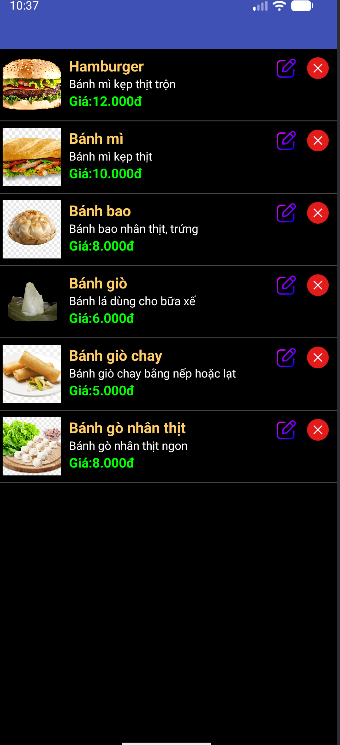 10:37
Hamburger
Bánh mì kẹp thịt trộn
Giá:12.000đ
Bánh mì
Bánh mì kẹp thịt
Giá:10.000đ
Bánh bao
Bánh bao nhân thịt, trứng
Giá:8.000đ
Bánh giò
Bánh lá dùng cho bữa xế
Giá:6.000đ
Bánh giò chay
Bánh giò chay bằng nếp hoặc lạt
Giá:5.000đ
Bánh gò nhân thịt
Bánh gò nhân thịt ngon
Giá:8.000đ